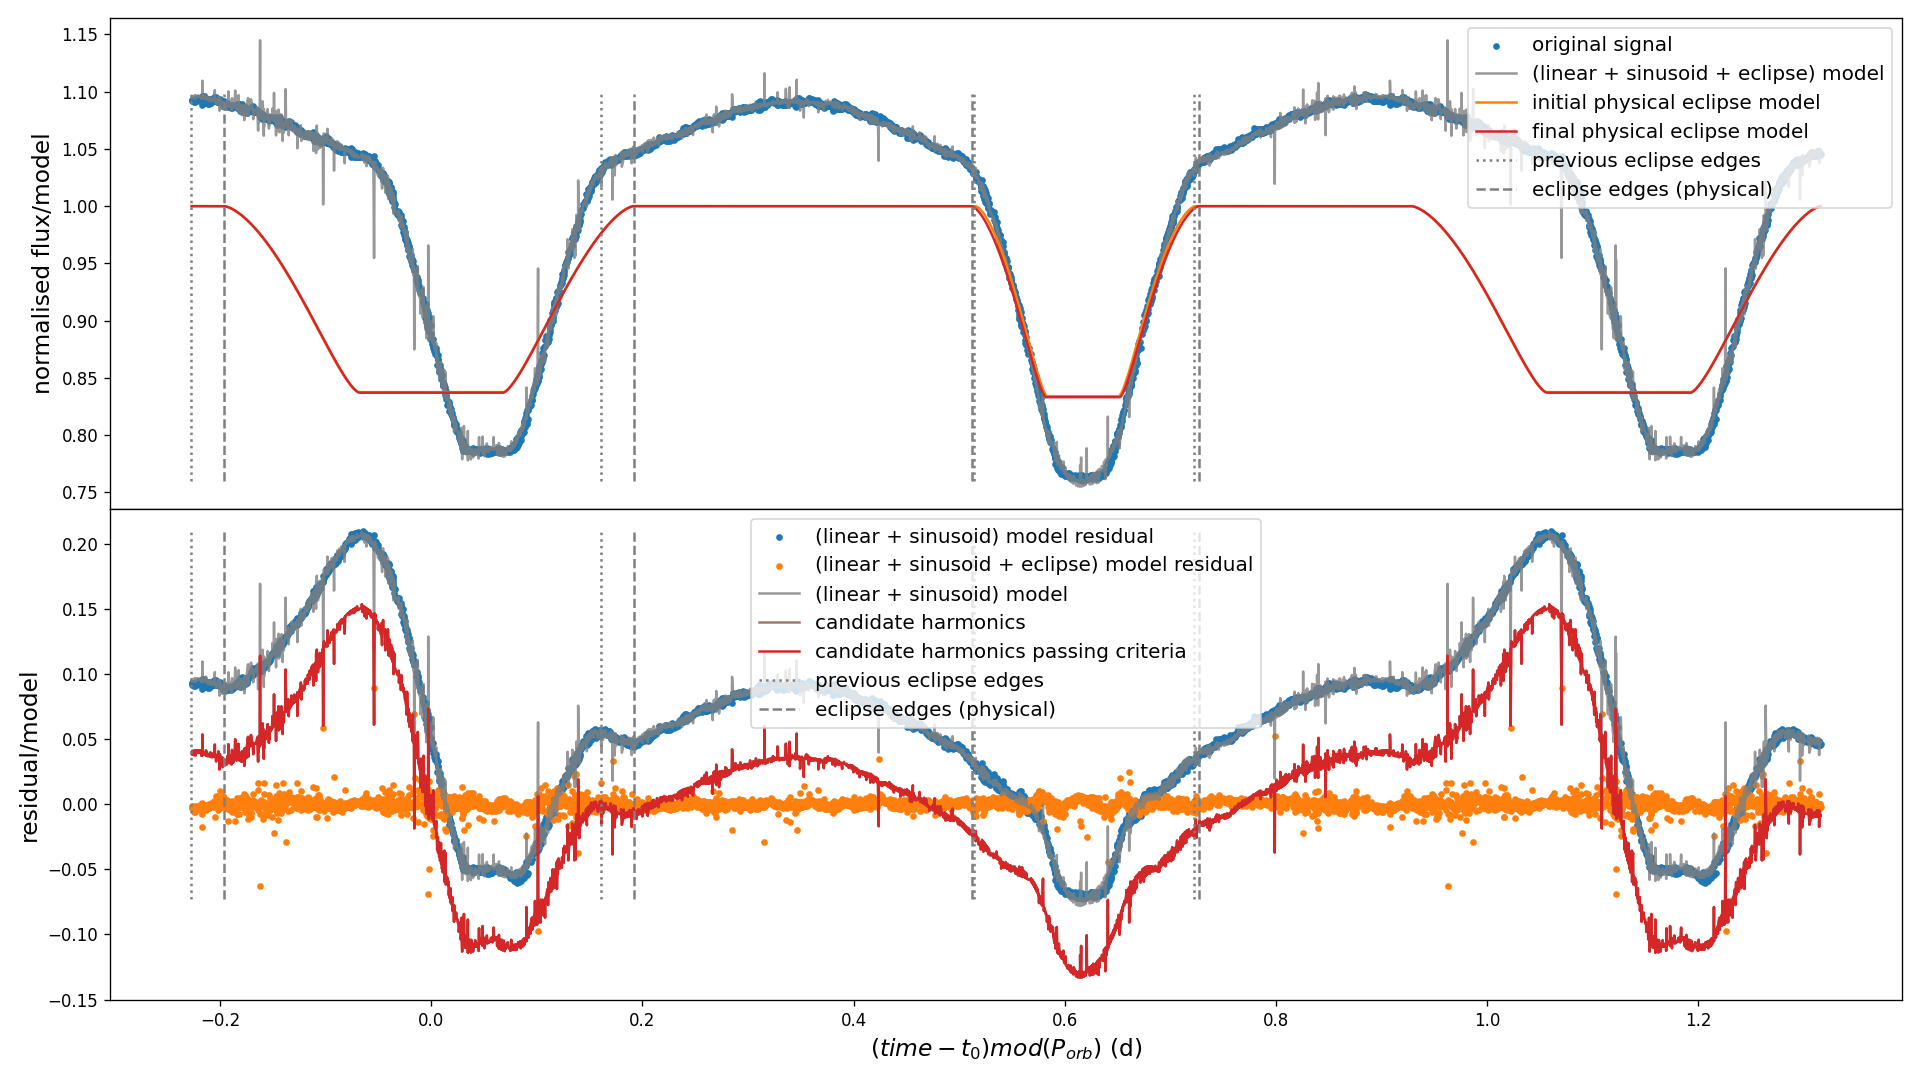 1.15
1.10
1.05
1.00
0.95
0.90
0.85
0.80
0.75
normalised flux/model
original signal
(linear + sinusoid + eclipse) model
initial physical eclipse model
final physical eclipse model
previous eclipse edges
eclipse edges (physical)
0.20
0.15
0.10
0.05
0.00
−0.05
−0.10
−0.15
residual/model
(linear + sinusoid) model residual
(linear + sinusoid + eclipse) model residual
(linear + sinusoid) model
candidate harmonics
candidate harmonics passing criteria
previous eclipse edges
eclipse edges (physical)
−0.2 0.0 0.2 0.4 0.6 0.8 1.0 1.2
(time − t₀)mod(Pₒᵣb) (d)